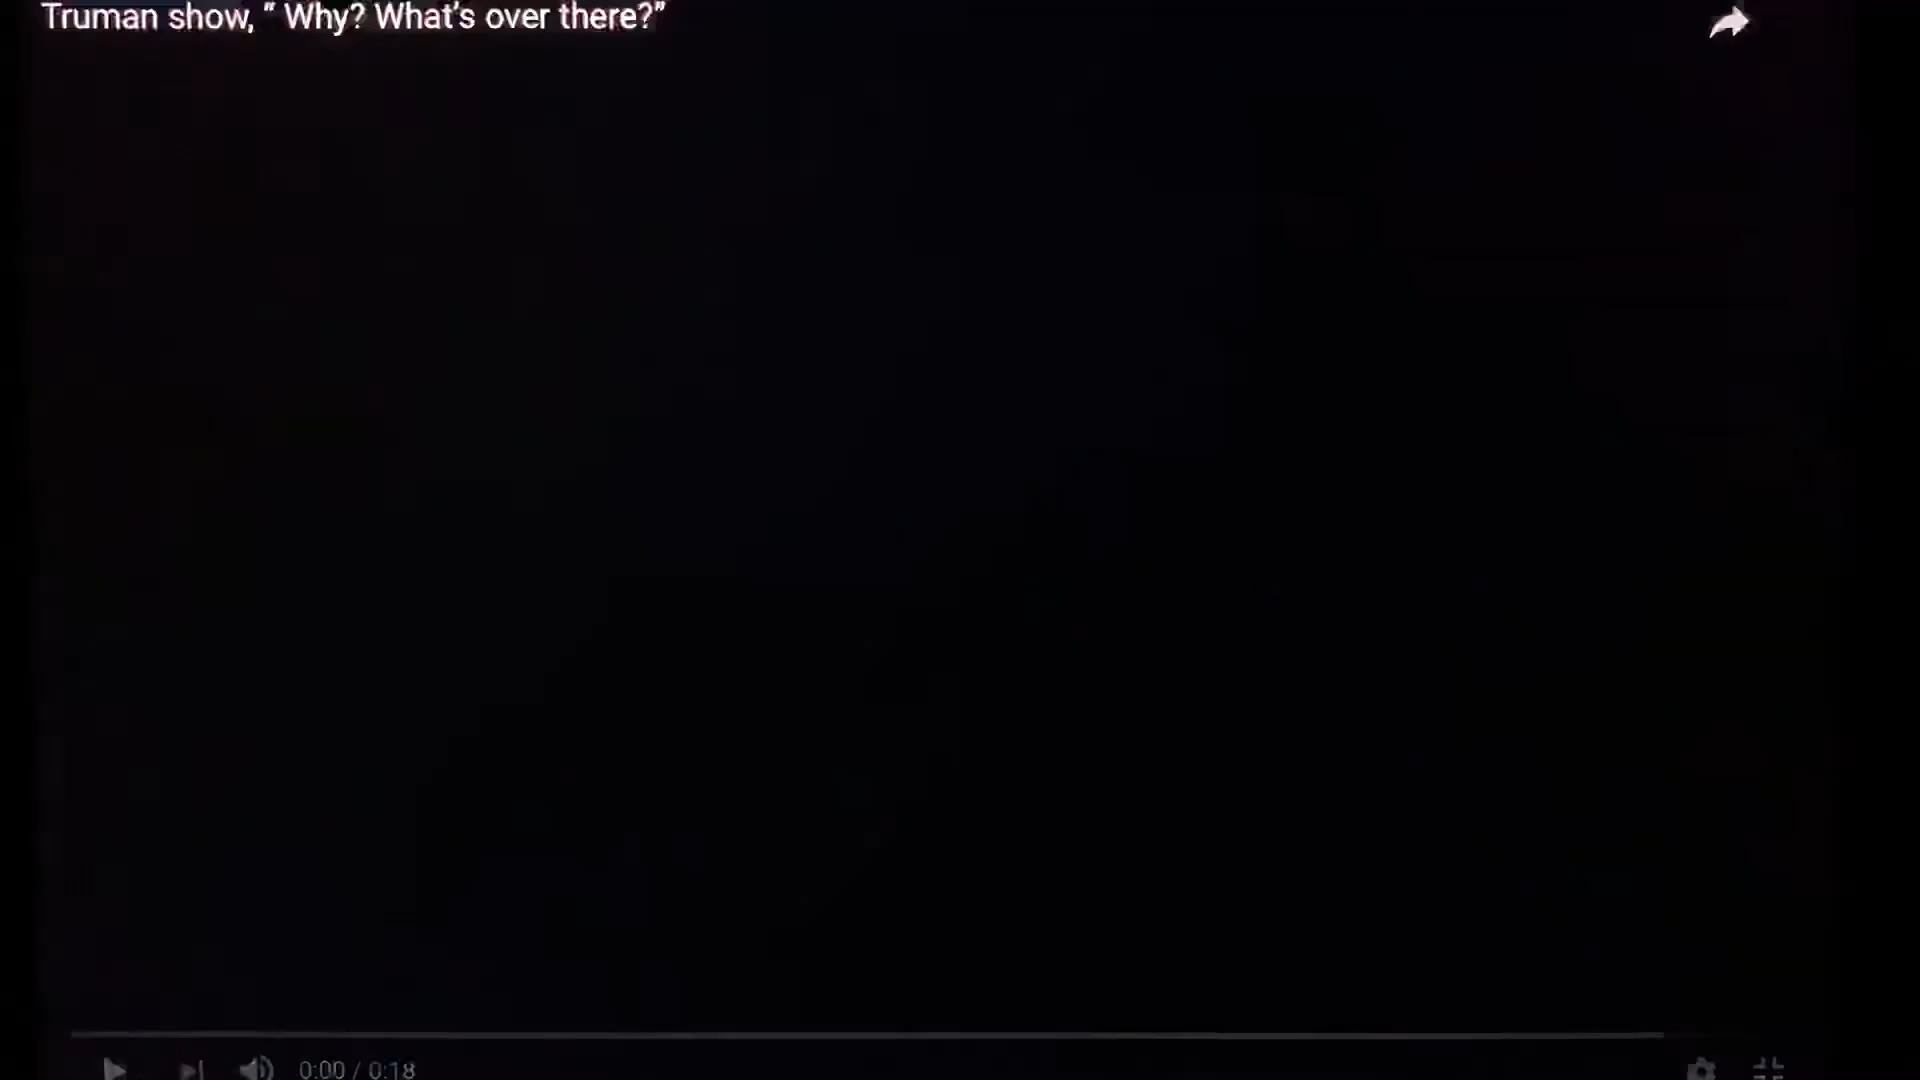 Truman show, “ Why? What’s over there?”
0:00 / 0:18